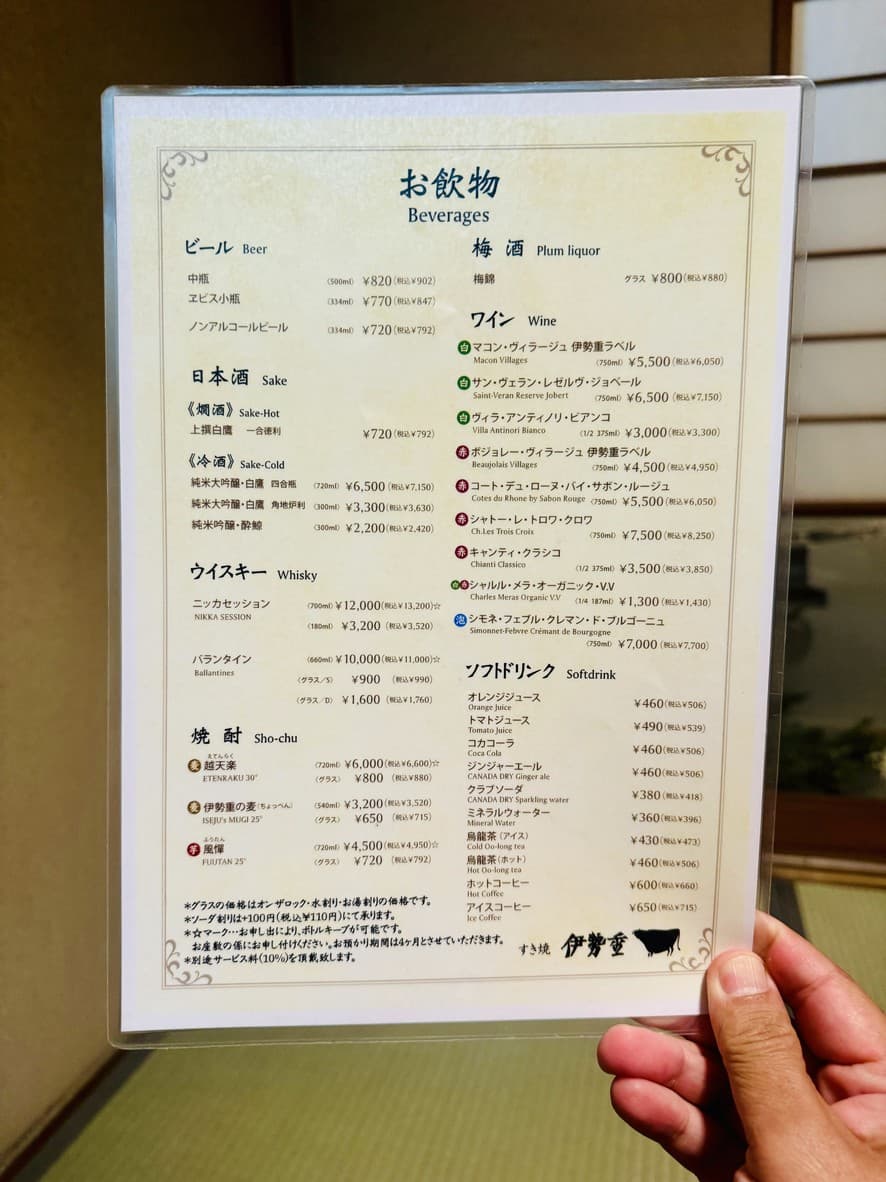 お飲物
Beverages
ビール Beer
中瓶 (500ml) ¥820(税込¥902)
ヱビス小瓶 (334ml) ¥770(税込¥847)
ノンアルコールビール (334ml) ¥720(税込¥792)
日本酒 Sake
《燗酒》Sake-Hot
上撰白鷹 一合徳利 ¥720(税込¥792)
《冷酒》Sake-Cold
純米大吟醸・白鷹 四合瓶 (720ml) ¥6,500(税込¥7,150)
純米大吟醸・白鷹 角地炉利 (300ml) ¥3,300(税込¥3,630)
純米吟醸・酔鯨 (300ml) ¥2,200(税込¥2,420)
ウイスキー Whisky
ニッカセッション (700ml) ¥12,000(税込¥13,200)☆
NIKKA SESSION
(180ml) ¥3,200 (税込¥3,520)
バランタイン (660ml) ¥10,000(税込¥11,000)☆
Ballantines
(グラス/S) ¥900 (税込¥990)
(グラス/D) ¥1,600 (税込¥1,760)
焼酎 Sho-chu
えてんらく
麦 越天楽 (720ml) ¥6,000(税込¥6,600)☆
ETENRAKU 30° (グラス) ¥800 (税込¥880)
麦 伊勢重の麦(ちょっぺん) (540ml) ¥3,200(税込¥3,520)
ISEJU's MUGI 25° (グラス) ¥650 (税込¥715)
ふうたん
芋 風憚 (720ml) ¥4,500(税込¥4,950)☆
FUUTAN 25° (グラス) ¥720 (税込¥792)
*グラスの価格はオンザロック・水割り・お湯割りの価格です。
*ソーダ割りは+100円(税込¥110円)にて承ります。
*☆マーク…お申し出により、ボトルキープが可能です。
お座敷の係にお申し付けください。お預かり期間は4ヶ月とさせていただきます。
*別途サービス料(10%)を頂戴致します。
梅酒 Plum liquor
梅錦 グラス ¥800(税込¥880)
ワイン Wine
白 マコン・ヴィラージュ 伊勢重ラベル
Macon Villages (750ml) ¥5,500(税込¥6,050)
白 サン・ヴェラン・レゼルヴ・ジョベール
Saint-Veran Reserve Jobert (750ml) ¥6,500 (税込¥7,150)
白 ヴィラ・アンティノリ・ビアンコ
Villa Antinori Bianco (1/2 375ml) ¥3,000(税込¥3,300)
赤 ボジョレー・ヴィラージュ 伊勢重ラベル
Beaujolais Villages (750ml) ¥4,500(税込¥4,950)
赤 コート・デュ・ローヌ・バイ・サボン・ルージュ
Cotes du Rhone by Sabon Rouge (750ml) ¥5,500(税込¥6,050)
赤 シャトー・レ・トロワ・クロワ
Ch.Les Trois Croix (750ml) ¥7,500(税込¥8,250)
赤 キャンティ・クラシコ
Chianti Classico (1/2 375ml) ¥3,500(税込¥3,850)
白赤 シャルル・メラ・オーガニック・V.V
Charles Meras Organic V.V (1/4 187ml) ¥1,300(税込¥1,430)
泡 シモネ・フェブル・クレマン・ド・ブルゴーニュ
Simonnet-Febvre Crémant de Bourgogne
(750ml) ¥7,000(税込¥7,700)
ソフトドリンク Softdrink
オレンジジュース ¥460(税込¥506)
Orange Juice
トマトジュース ¥490(税込¥539)
Tomato Juice
コカコーラ ¥460(税込¥506)
Coca Cola
ジンジャーエール ¥460(税込¥506)
CANADA DRY Ginger ale
クラブソーダ ¥380(税込¥418)
CANADA DRY Sparkling water
ミネラルウォーター ¥360(税込¥396)
Mineral Water
烏龍茶(アイス) ¥430(税込¥473)
Cold Oo-long tea
烏龍茶(ホット) ¥460(税込¥506)
Hot Oo-long tea
ホットコーヒー ¥600(税込¥660)
Hot Coffee
アイスコーヒー ¥650(税込¥715)
Ice Coffee
すき焼 伊勢重